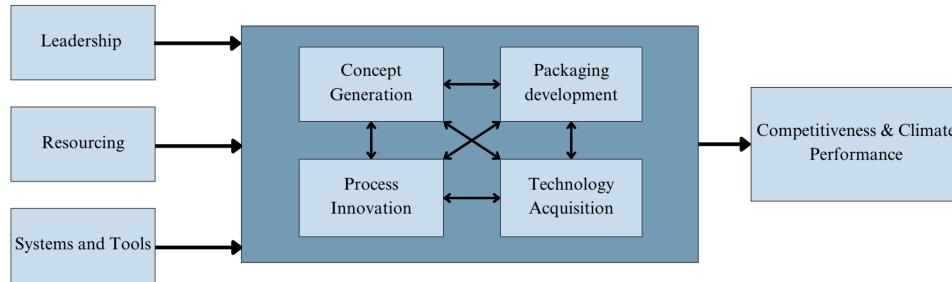 Leadership
Resourcing
Systems and Tools
Concept
Generation
Packaging
development
Process
Innovation
Technology
Acquisition
Competitiveness & Climate
Performance